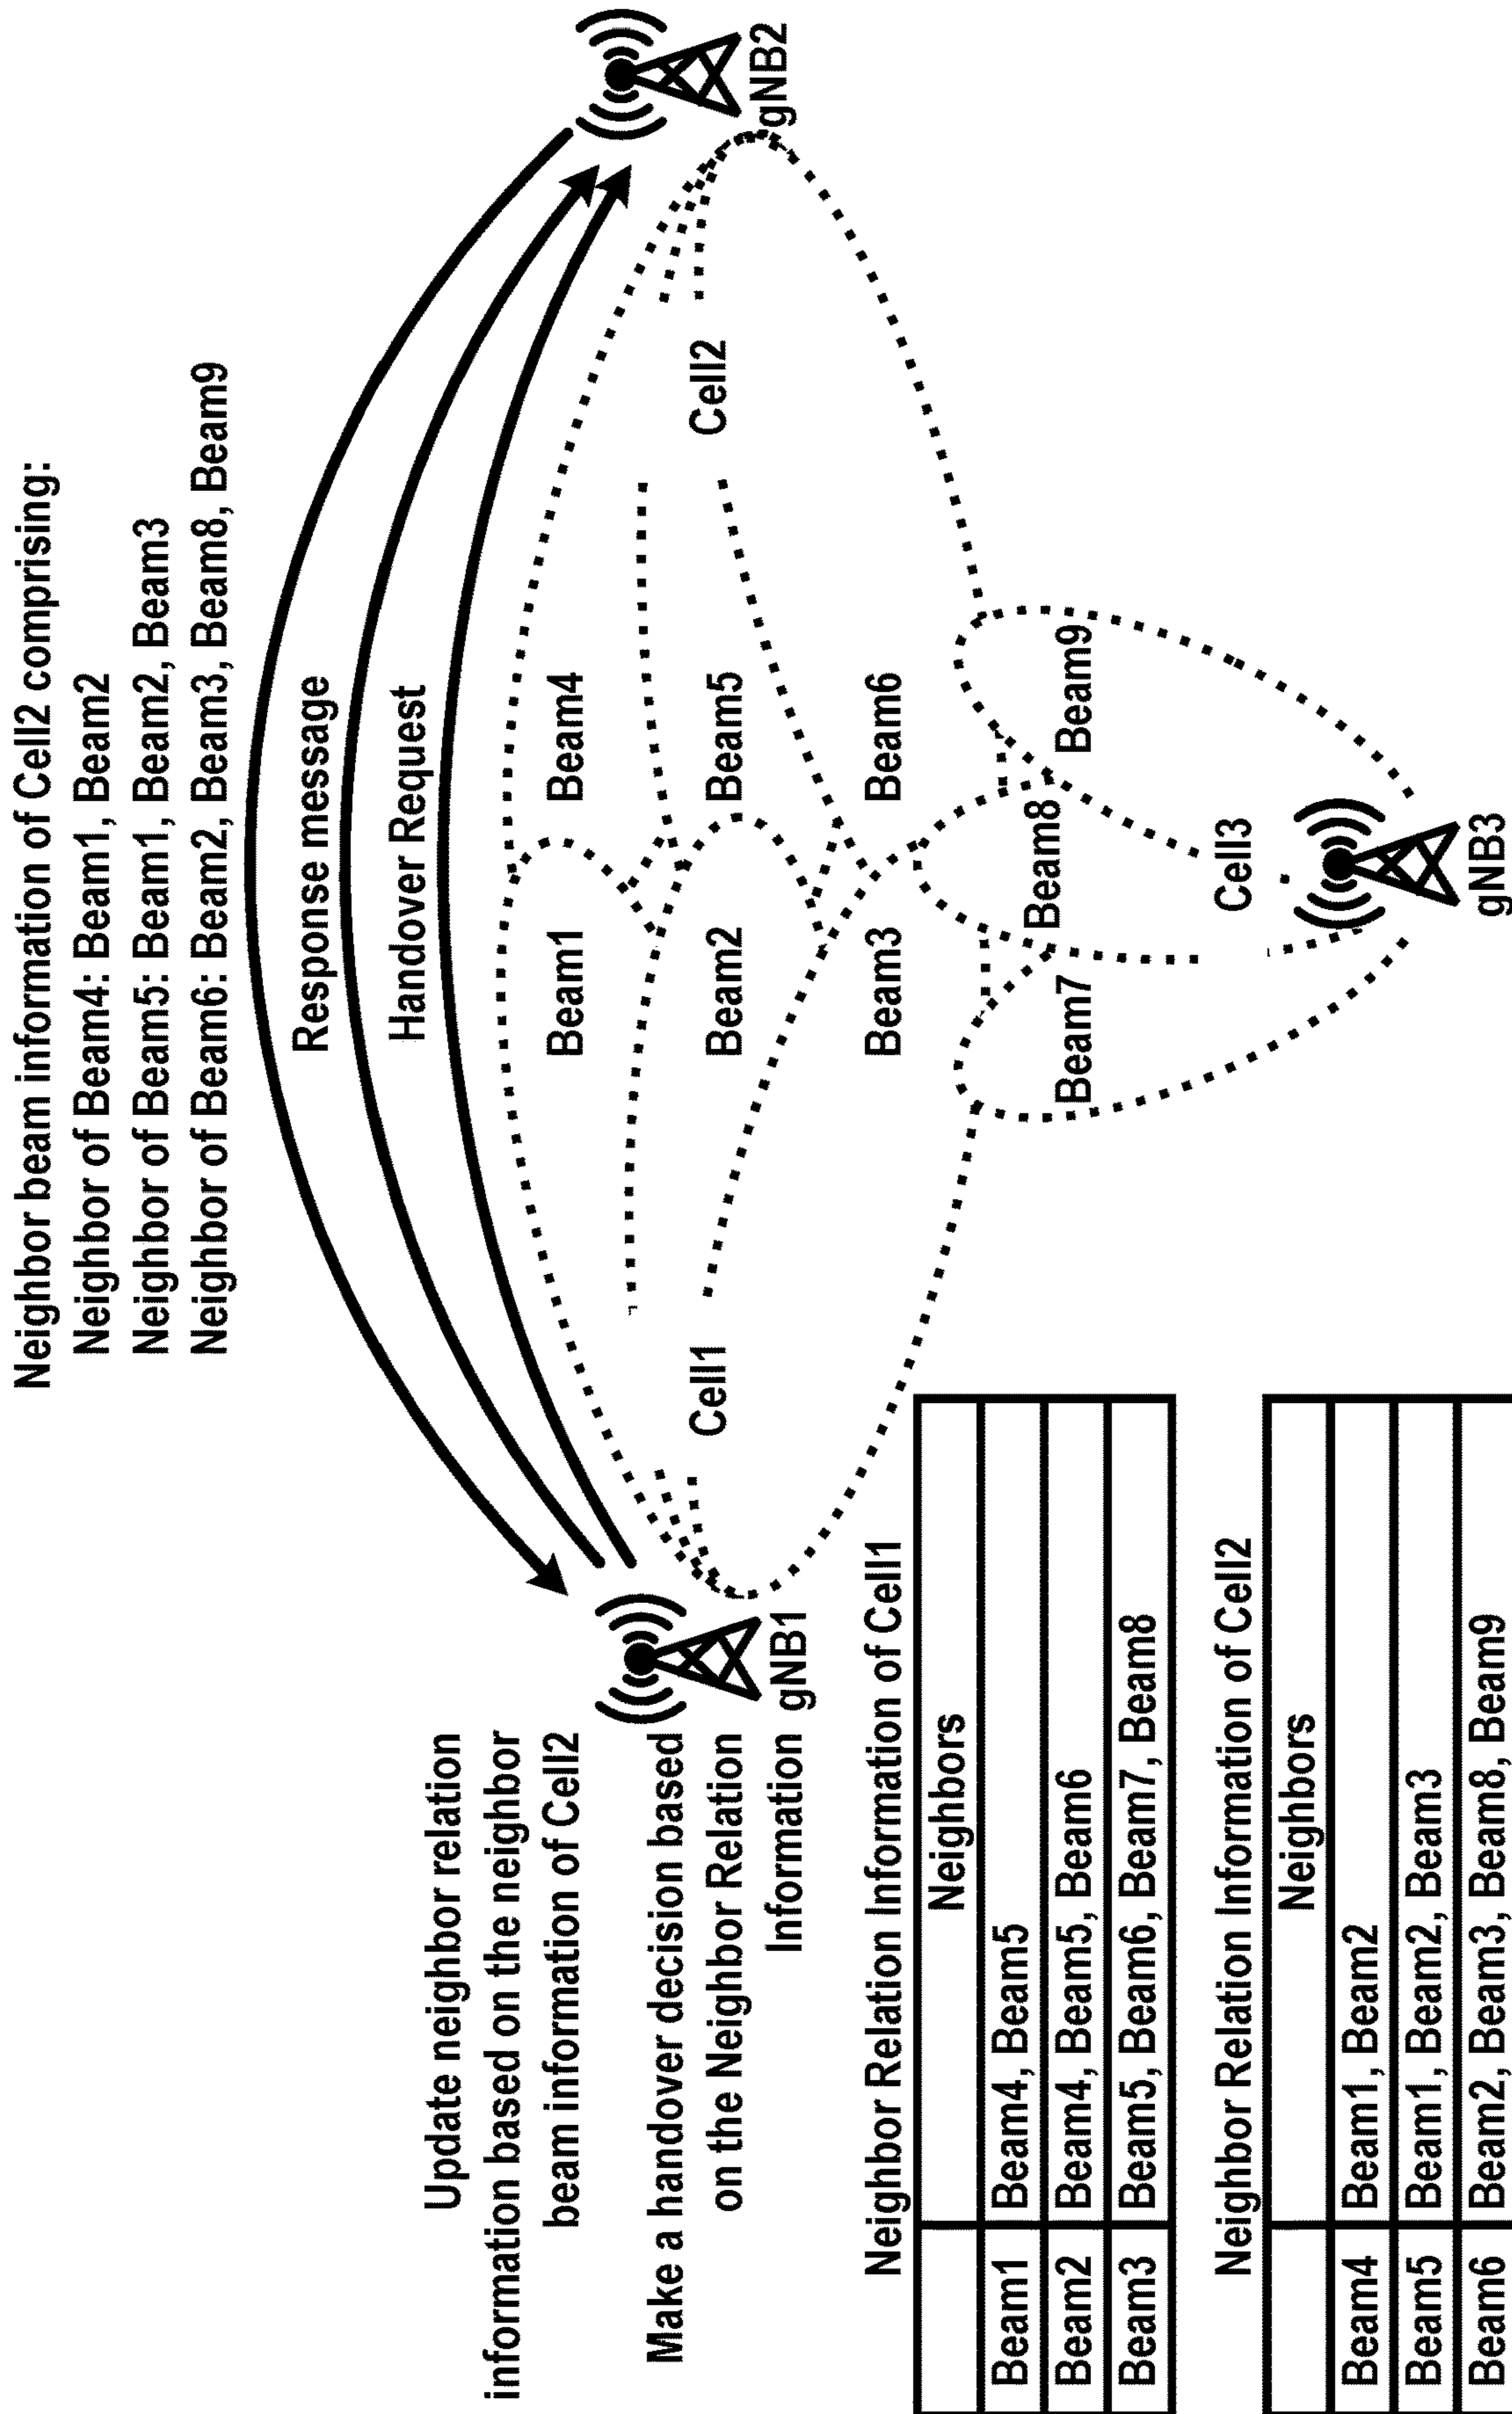 Neighbor beam information of Cell2 comprising:
Neighbor of Beam4: Beam1, Beam2
Neighbor of Beam5: Beam1, Beam2, Beam3
Neighbor of Beam6: Beam2, Beam3, Beam8, Beam9
Response message
Handover Request
Update neighbor relation
information based on the neighbor
beam information of Cell2
Make a handover decision based
on the Neighbor Relation
Information
gNB1
gNB2
Cell1
Cell2
Beam1
Beam4
Beam2
Beam5
Beam3
Beam6
Beam7
Beam8
Beam9
Cell3
gNB3
Neighbor Relation Information of Cell1
Neighbors
Beam1 Beam4, Beam5
Beam2 Beam4, Beam5, Beam6
Beam3 Beam5, Beam6, Beam7, Beam8
Neighbor Relation Information of Cell2
Neighbors
Beam4 Beam1, Beam2
Beam5 Beam1, Beam2, Beam3
Beam6 Beam2, Beam3, Beam8, Beam9